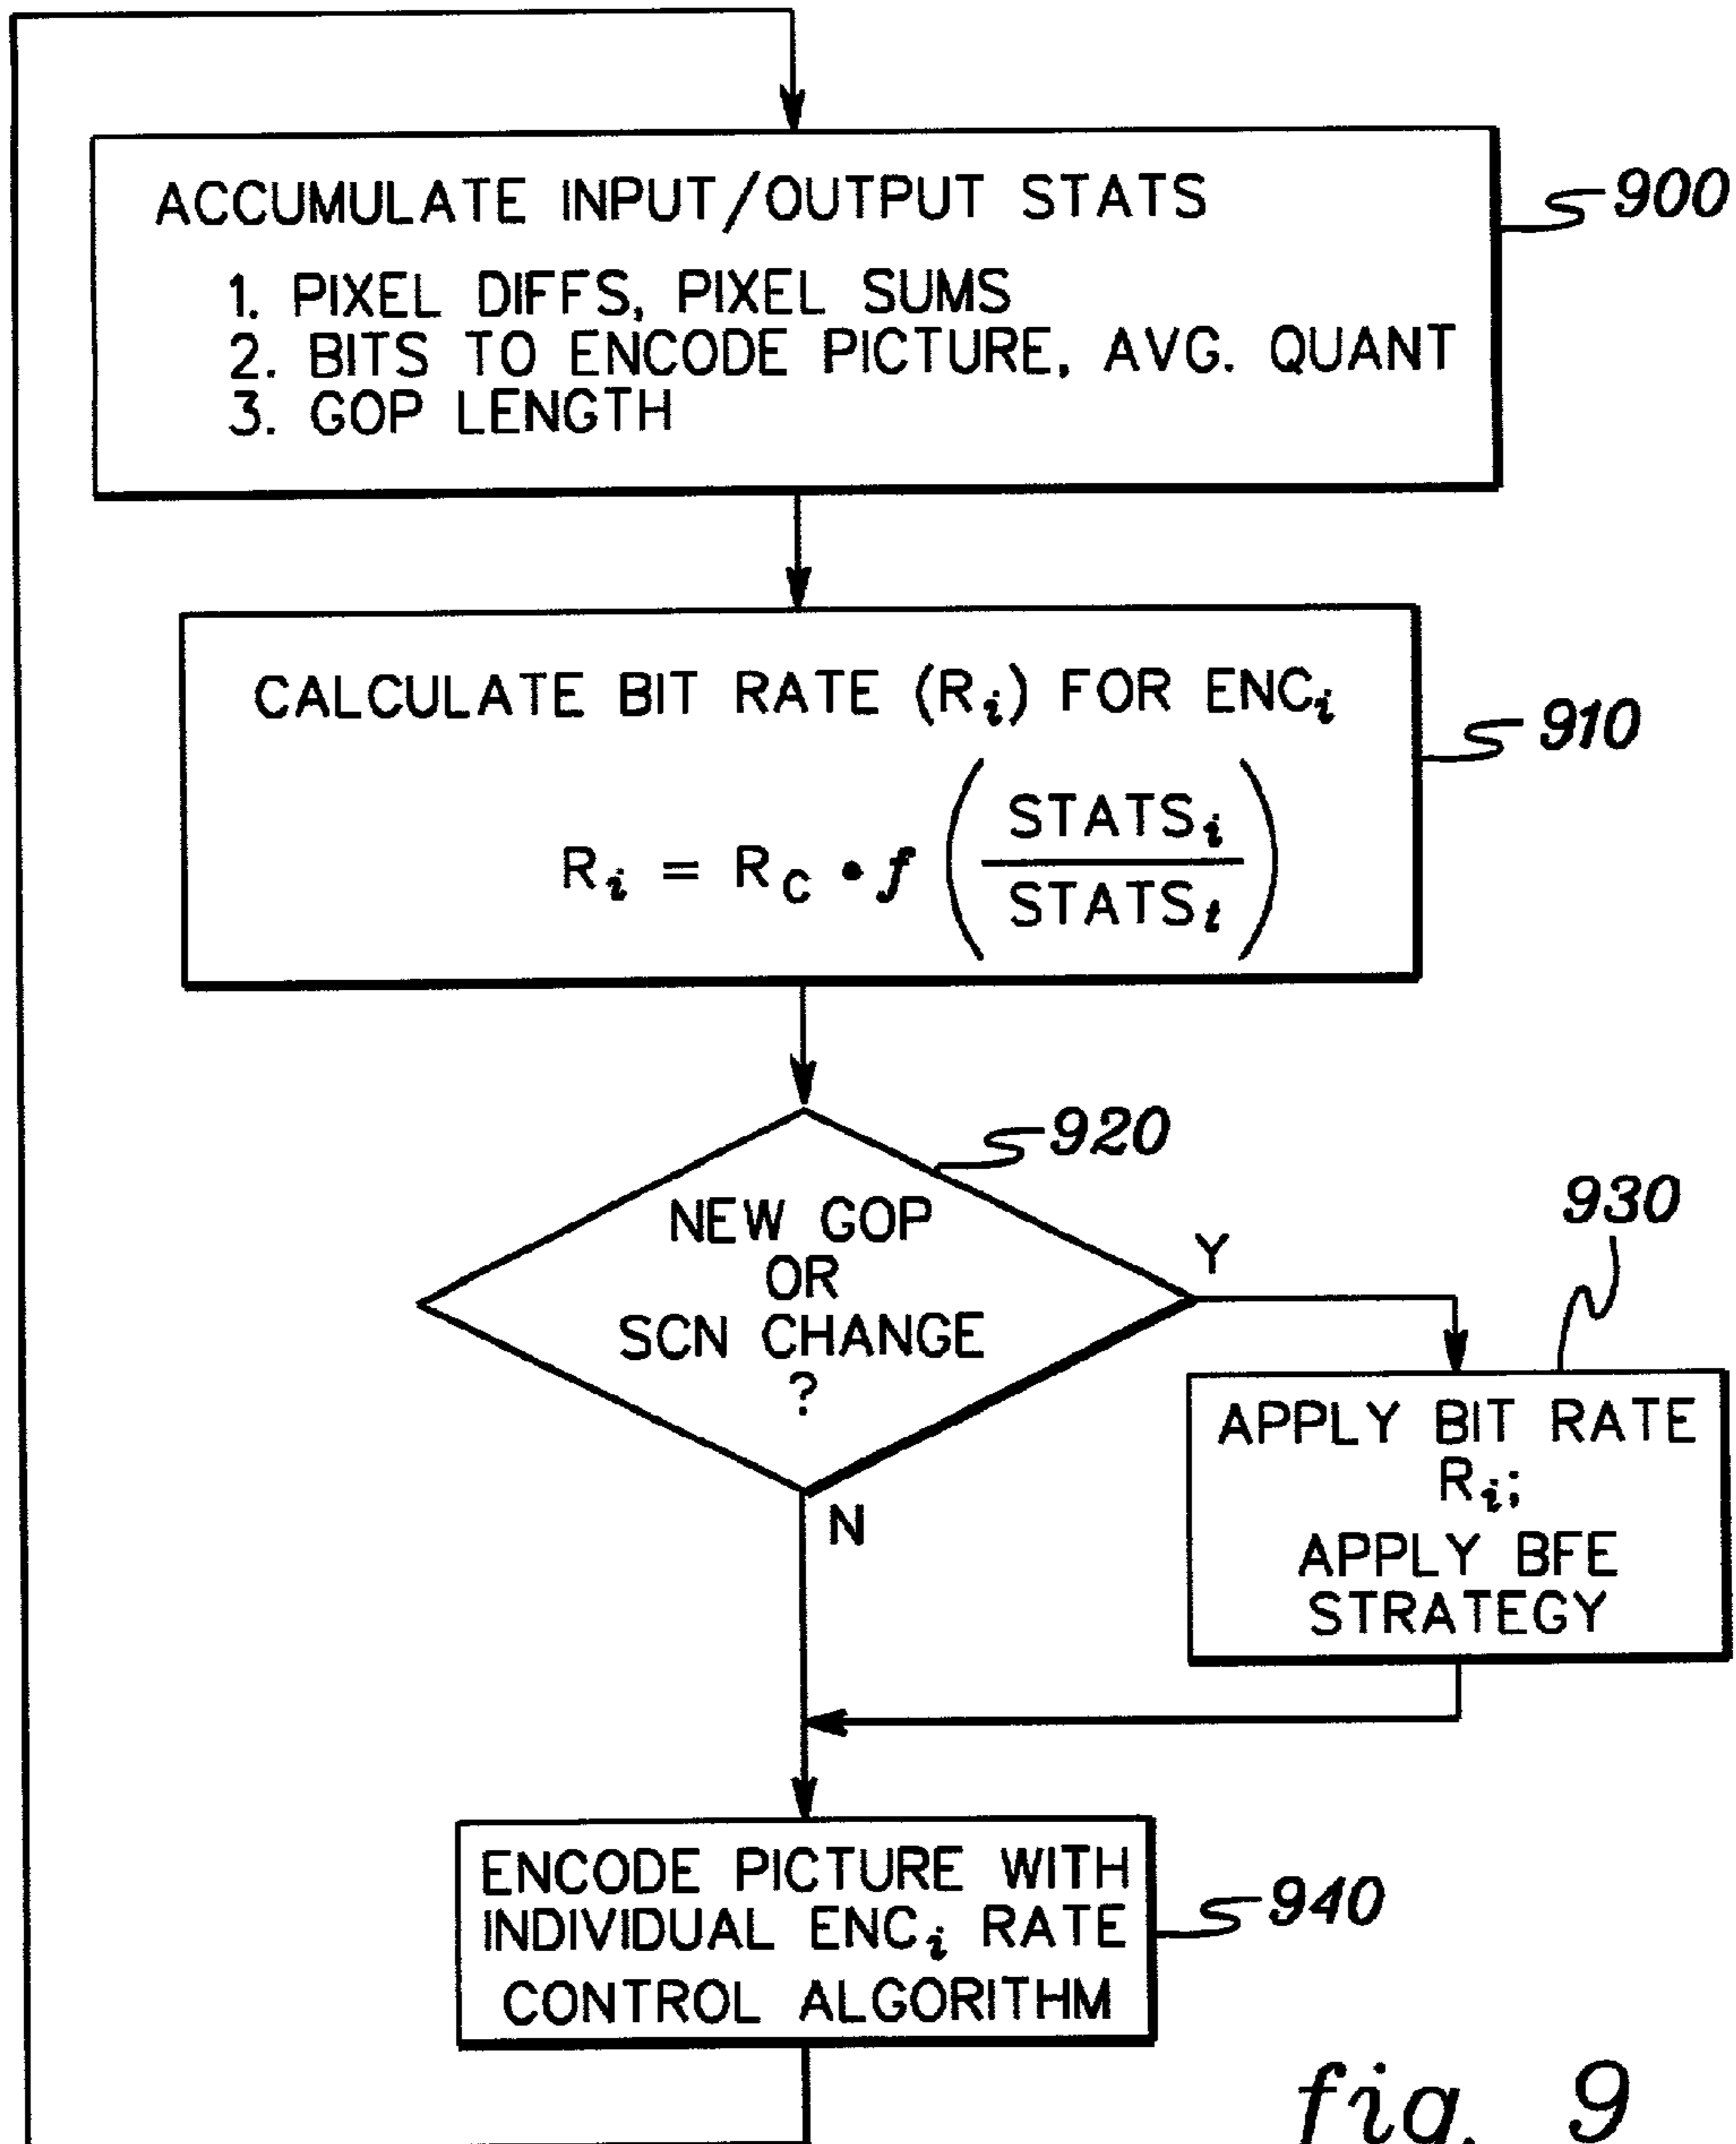 ACCUMULATE INPUT/OUTPUT STATS
1. PIXEL DIFFS, PIXEL SUMS
2. BITS TO ENCODE PICTURE, AVG. QUANT
3. GOP LENGTH
900
CALCULATE BIT RATE (Ri) FOR ENCi
Ri = RC • f (STATSi / STATSt)
910
920
NEW GOP
OR
SCN CHANGE
?
Y
N
930
APPLY BIT RATE
Ri;
APPLY BFE
STRATEGY
ENCODE PICTURE WITH
INDIVIDUAL ENCi RATE
CONTROL ALGORITHM
940
fig. 9